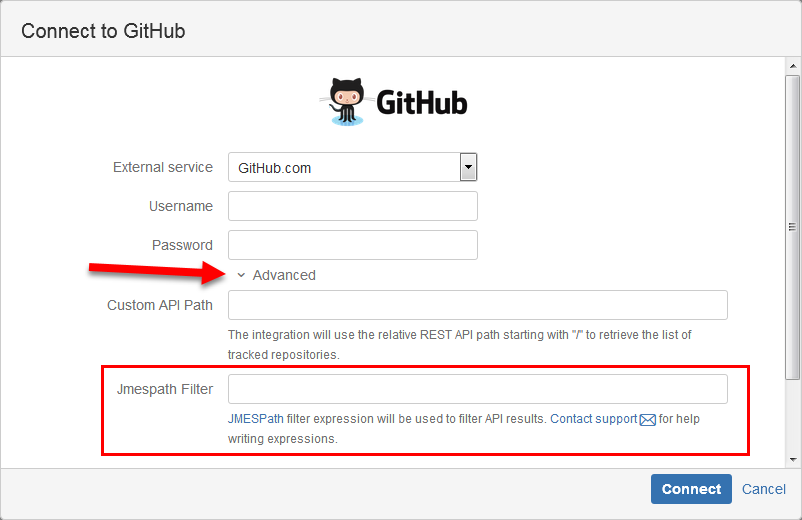 Connect to GitHub
GitHub
External service
GitHub.com
Username
Password
Advanced
Custom API Path
The integration will use the relative REST API path starting with "/" to retrieve the list of
tracked repositories.
Jmespath Filter
JMESPath filter expression will be used to filter API results. Contact support for help
writing expressions.
Connect Cancel